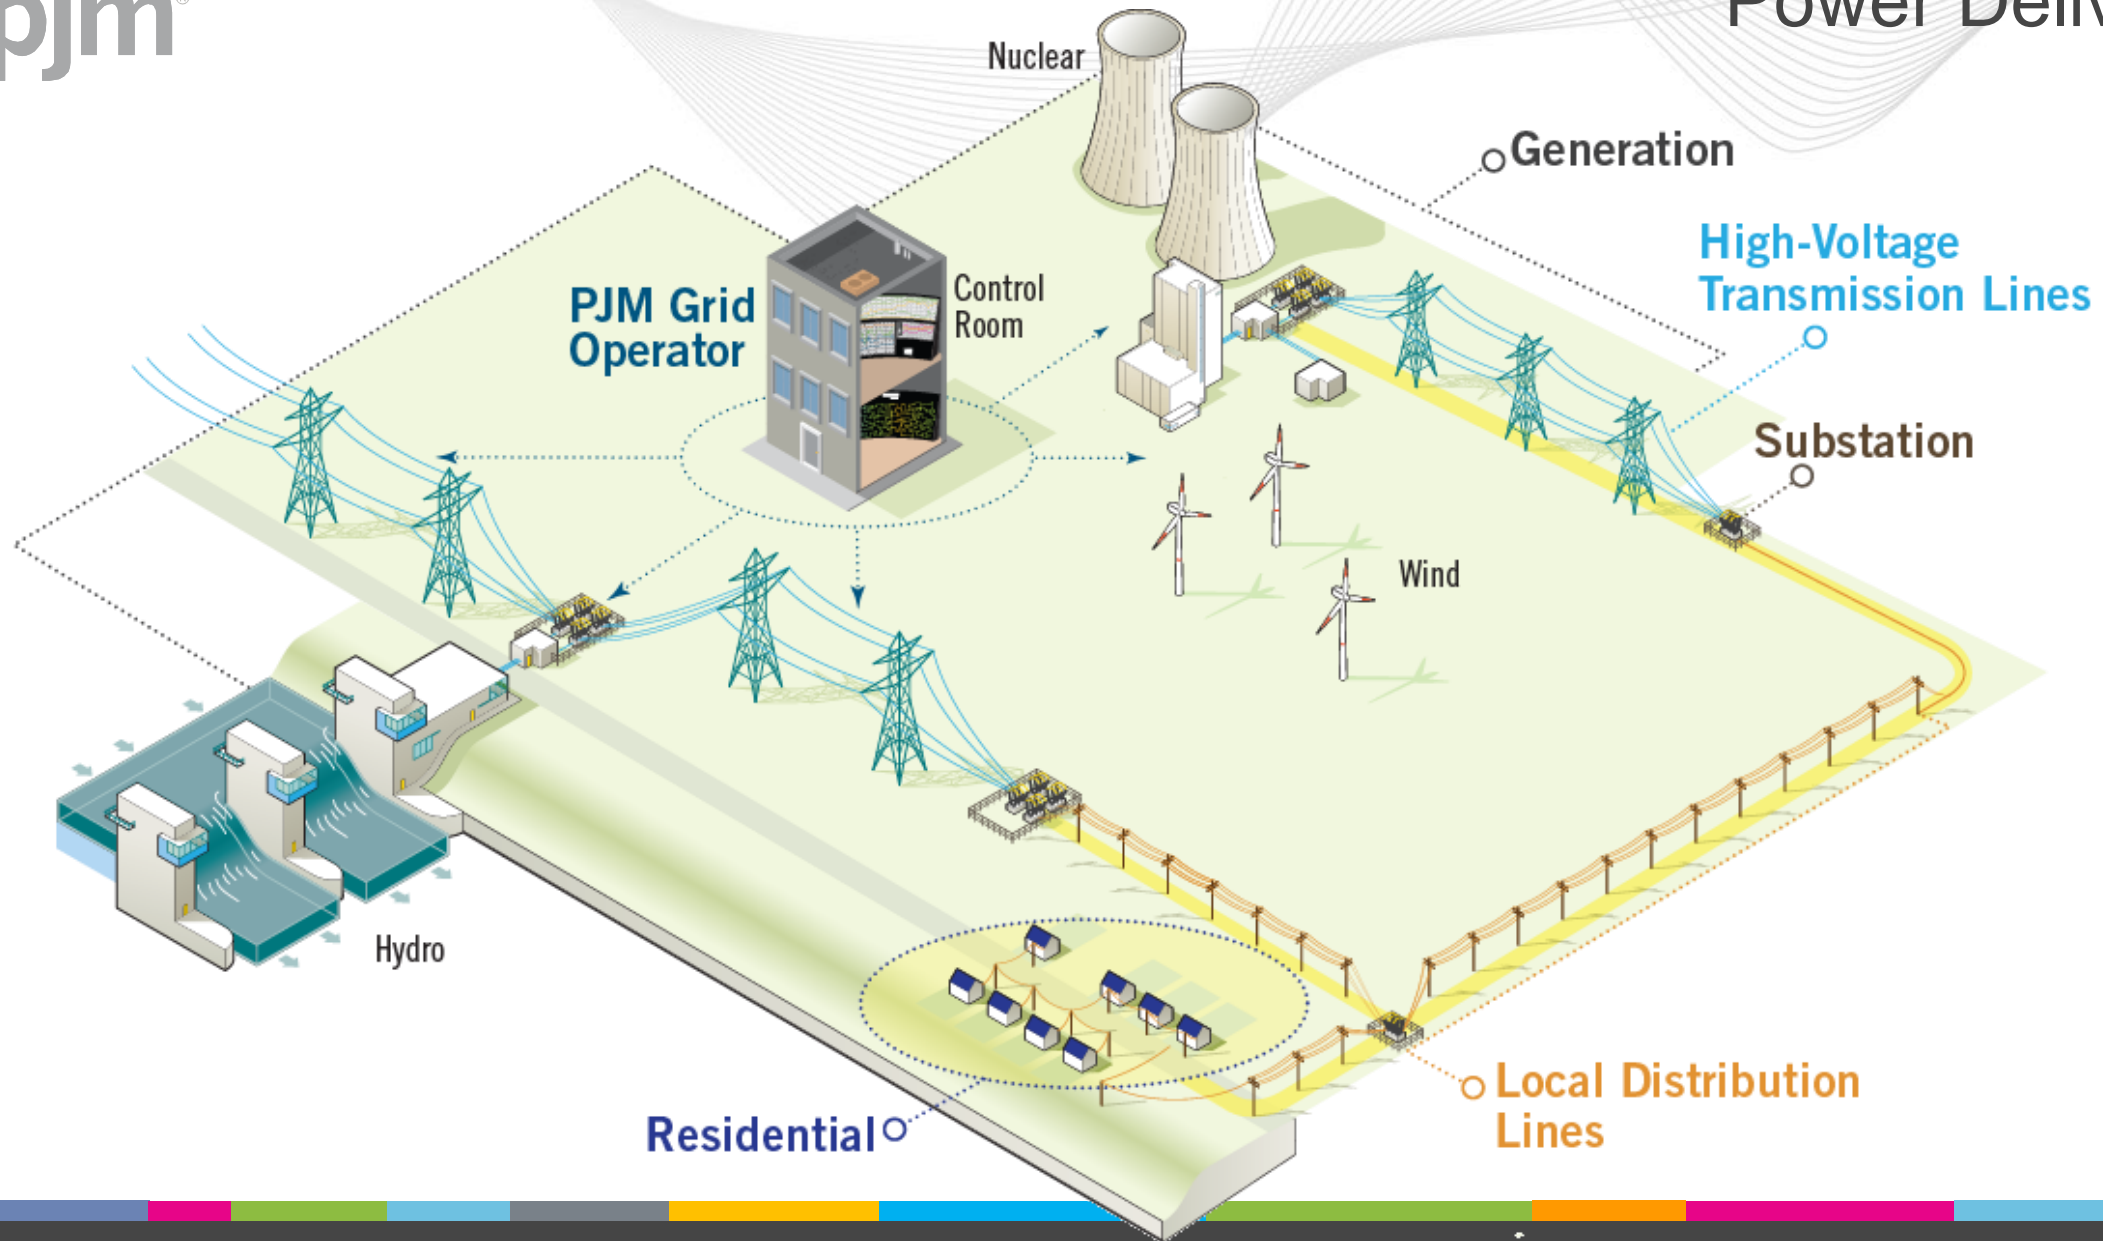 pjm
Power
Nuclear
Generation
High-Voltage
Transmission Lines
PJM Grid
Operator
Control
Room
Substation
Wind
Hydro
Residential
Local Distribution
Lines